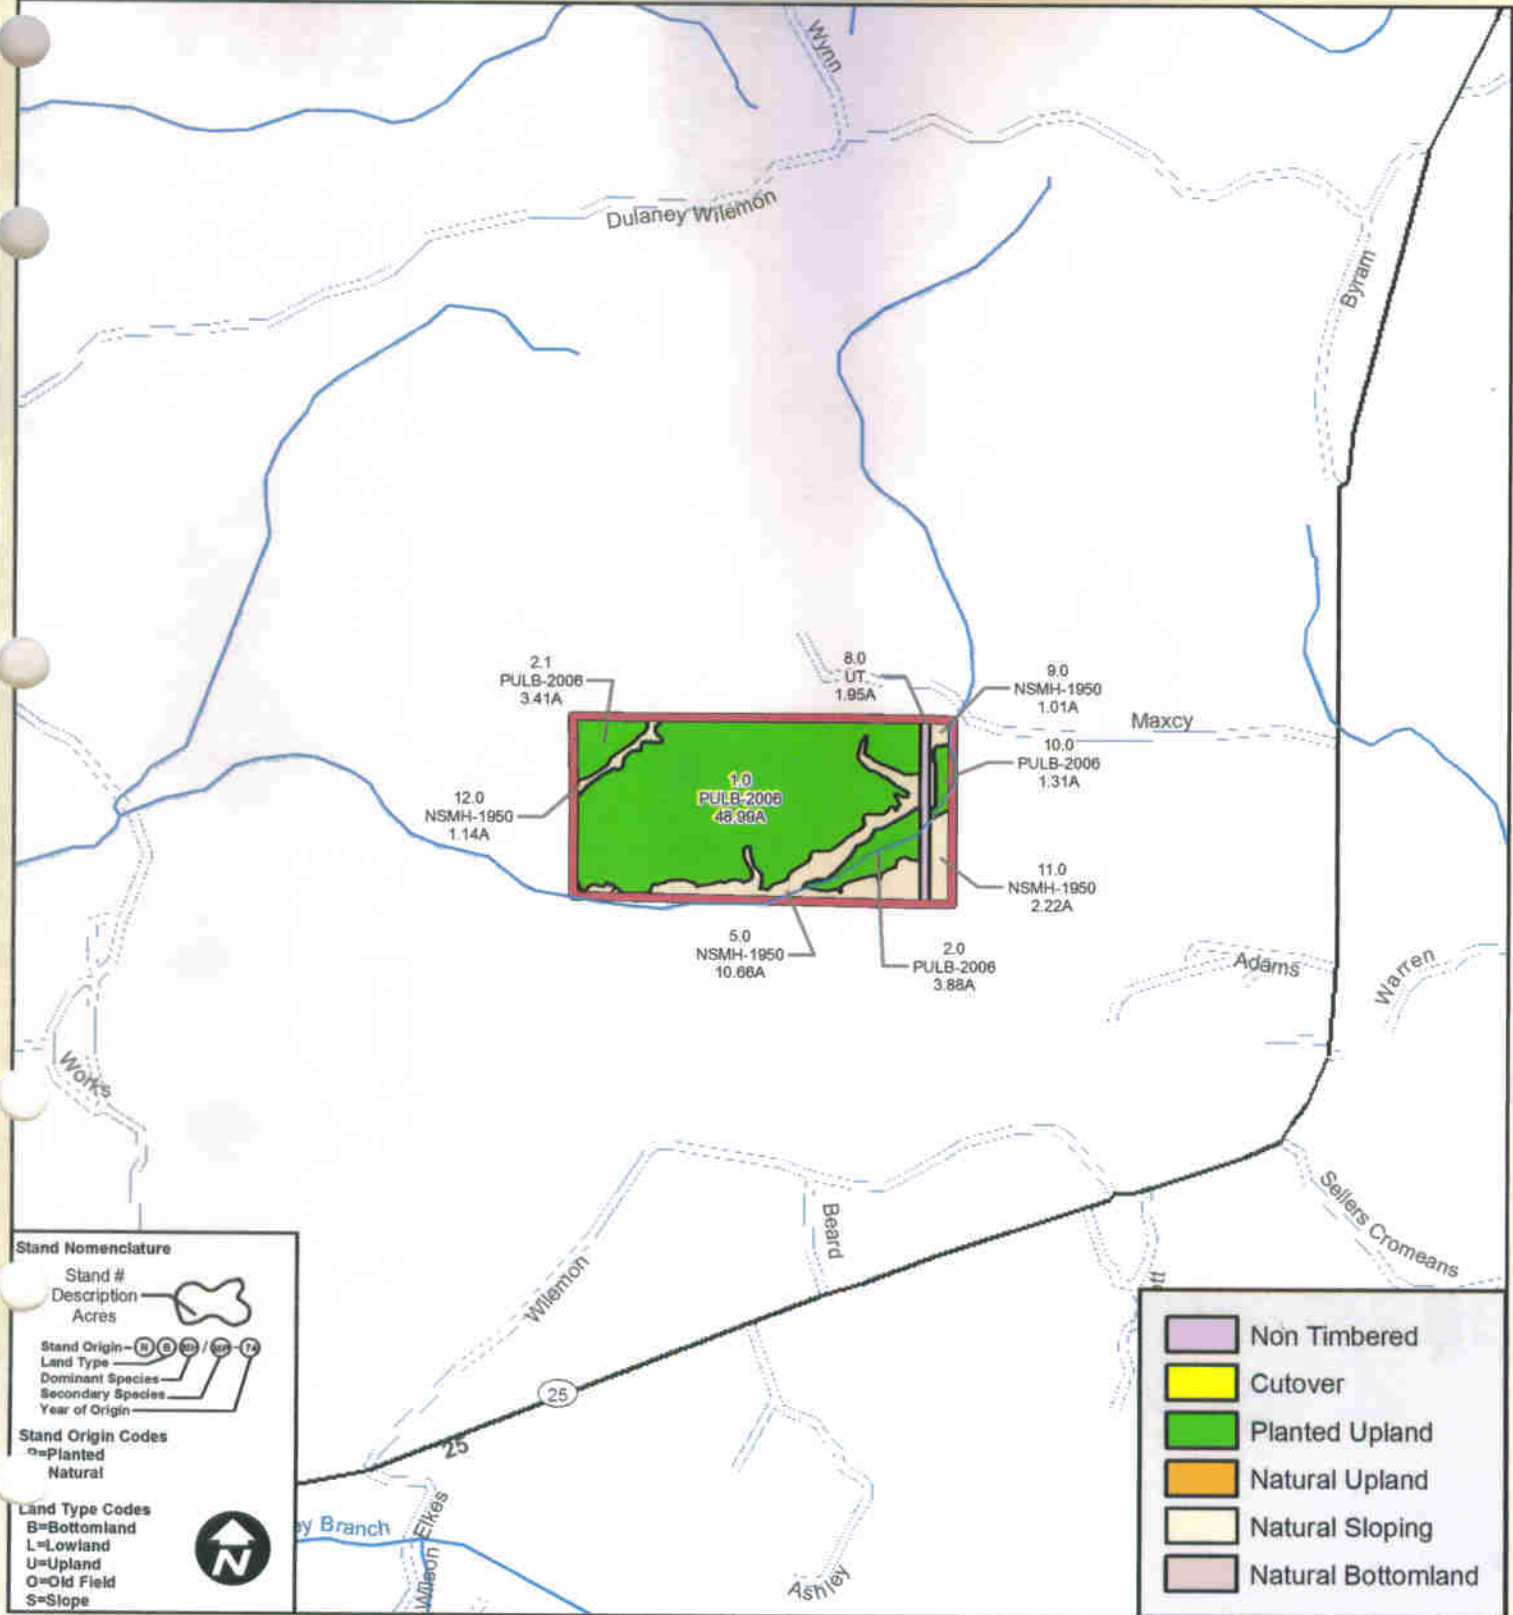 Wynn
Dulaney Wilemon
Byram
2.1
PULB-2006
3.41A
8.0
UT
1.95A
9.0
NSMH-1950
1.01A
Maxcy
10.0
PULB-2006
1.31A
1.0
PULB-2006
48.99A
12.0
NSMH-1950
1.14A
11.0
NSMH-1950
2.22A
5.0
NSMH-1950
10.66A
2.0
PULB-2006
3.88A
Adams
Warren
Works
Beard
Wilemon
Sellers Cromeans
25
25
Wilson Elkes
ey Branch
Ashley
Stand Nomenclature
Stand #
Description
Acres
Stand Origin
Land Type
Dominant Species
Secondary Species
Year of Origin
Stand Origin Codes
P=Planted
Natural
Land Type Codes
B=Bottomland
L=Lowland
U=Upland
O=Old Field
S=Slope
N
Non Timbered
Cutover
Planted Upland
Natural Upland
Natural Sloping
Natural Bottomland